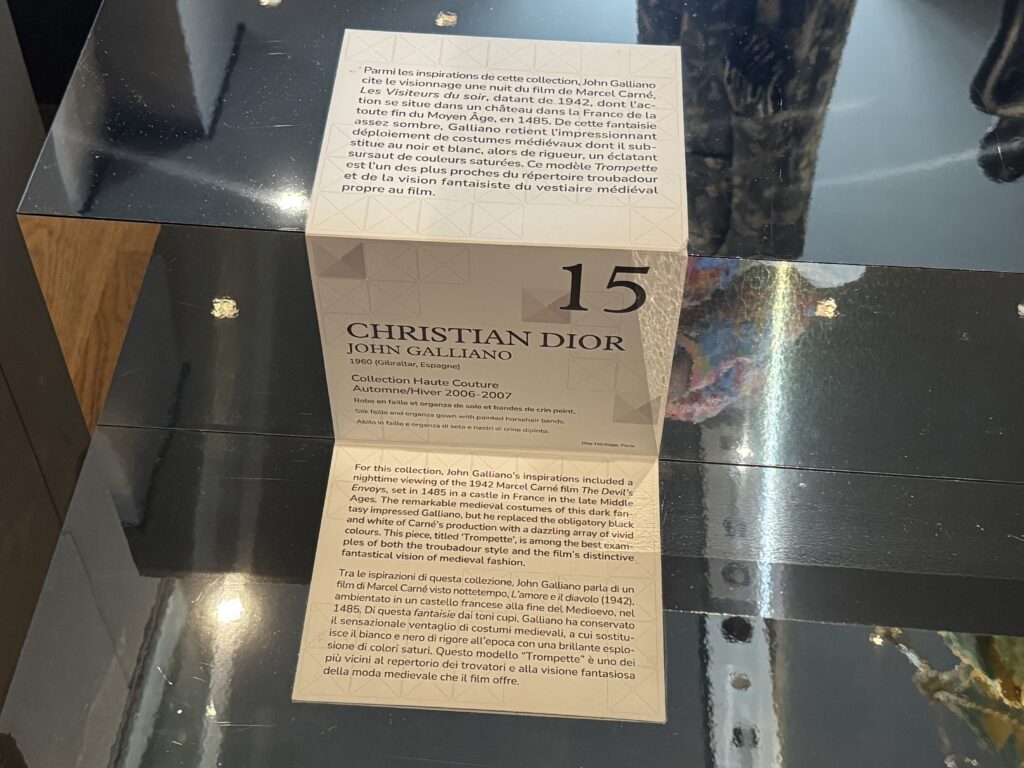 Parmi les inspirations de cette collection, John Galliano
cite le visionnage une nuit du film de Marcel Carné,
Les Visiteurs du soir, datant de 1942, dont l'ac-
tion se situe dans un château dans la France de la
toute fin du Moyen Âge, en 1485. De cette fantaisie
assez sombre, Galliano retient l'impressionnant
déploiement de costumes médiévaux dont il sub-
stitue au noir et blanc, alors de rigueur, un éclatant
sursaut de couleurs saturées. Ce modèle Trompette
est l'un des plus proches du répertoire troubadour
et de la vision fantaisiste du vestiaire médiéval
propre au film.
15
CHRISTIAN DIOR
JOHN GALLIANO
1960 (Gibraltar, Espagne)
Collection Haute Couture
Automne/Hiver 2006-2007
Robe en faille et organza de soie et bandes de crin peint.
Silk faille and organza gown with painted horsehair bands.
Abito in faille e organza di seta e nastri di crine dipinto.
Dior Héritage, Paris
For this collection, John Galliano's inspirations included a
nighttime viewing of the 1942 Marcel Carné film The Devil's
Envoys, set in 1485 in a castle in France in the late Middle
Ages. The remarkable medieval costumes of this dark fan-
tasy impressed Galliano, but he replaced the obligatory black
and white of Carné's production with a dazzling array of vivid
colours. This piece, titled 'Trompette', is among the best exam-
ples of both the troubadour style and the film's distinctive
fantastical vision of medieval fashion.
Tra le ispirazioni di questa collezione, John Galliano parla di un
film di Marcel Carné visto nottetempo, L'amore e il diavolo (1942),
ambientato in un castello francese alla fine del Medioevo, nel
1485. Di questa fantaisie dai toni cupi, Galliano ha conservato
il sensazionale ventaglio di costumi medievali, a cui sostitu-
isce il bianco e nero di rigore all'epoca con una brillante esplo-
sione di colori saturi. Questo modello "Trompette" è uno dei
più vicini al repertorio dei trovatori e alla visione fantasiosa
della moda medievale che il film offre.